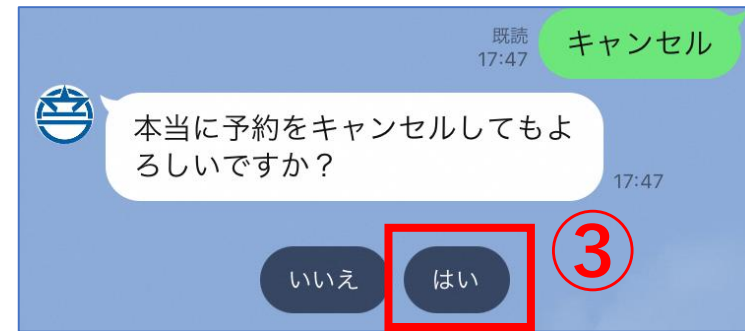 キャンセル
既読
17:47
本当に予約をキャンセルしてもよ
ろしいですか？
17:47
いいえ
はい
③